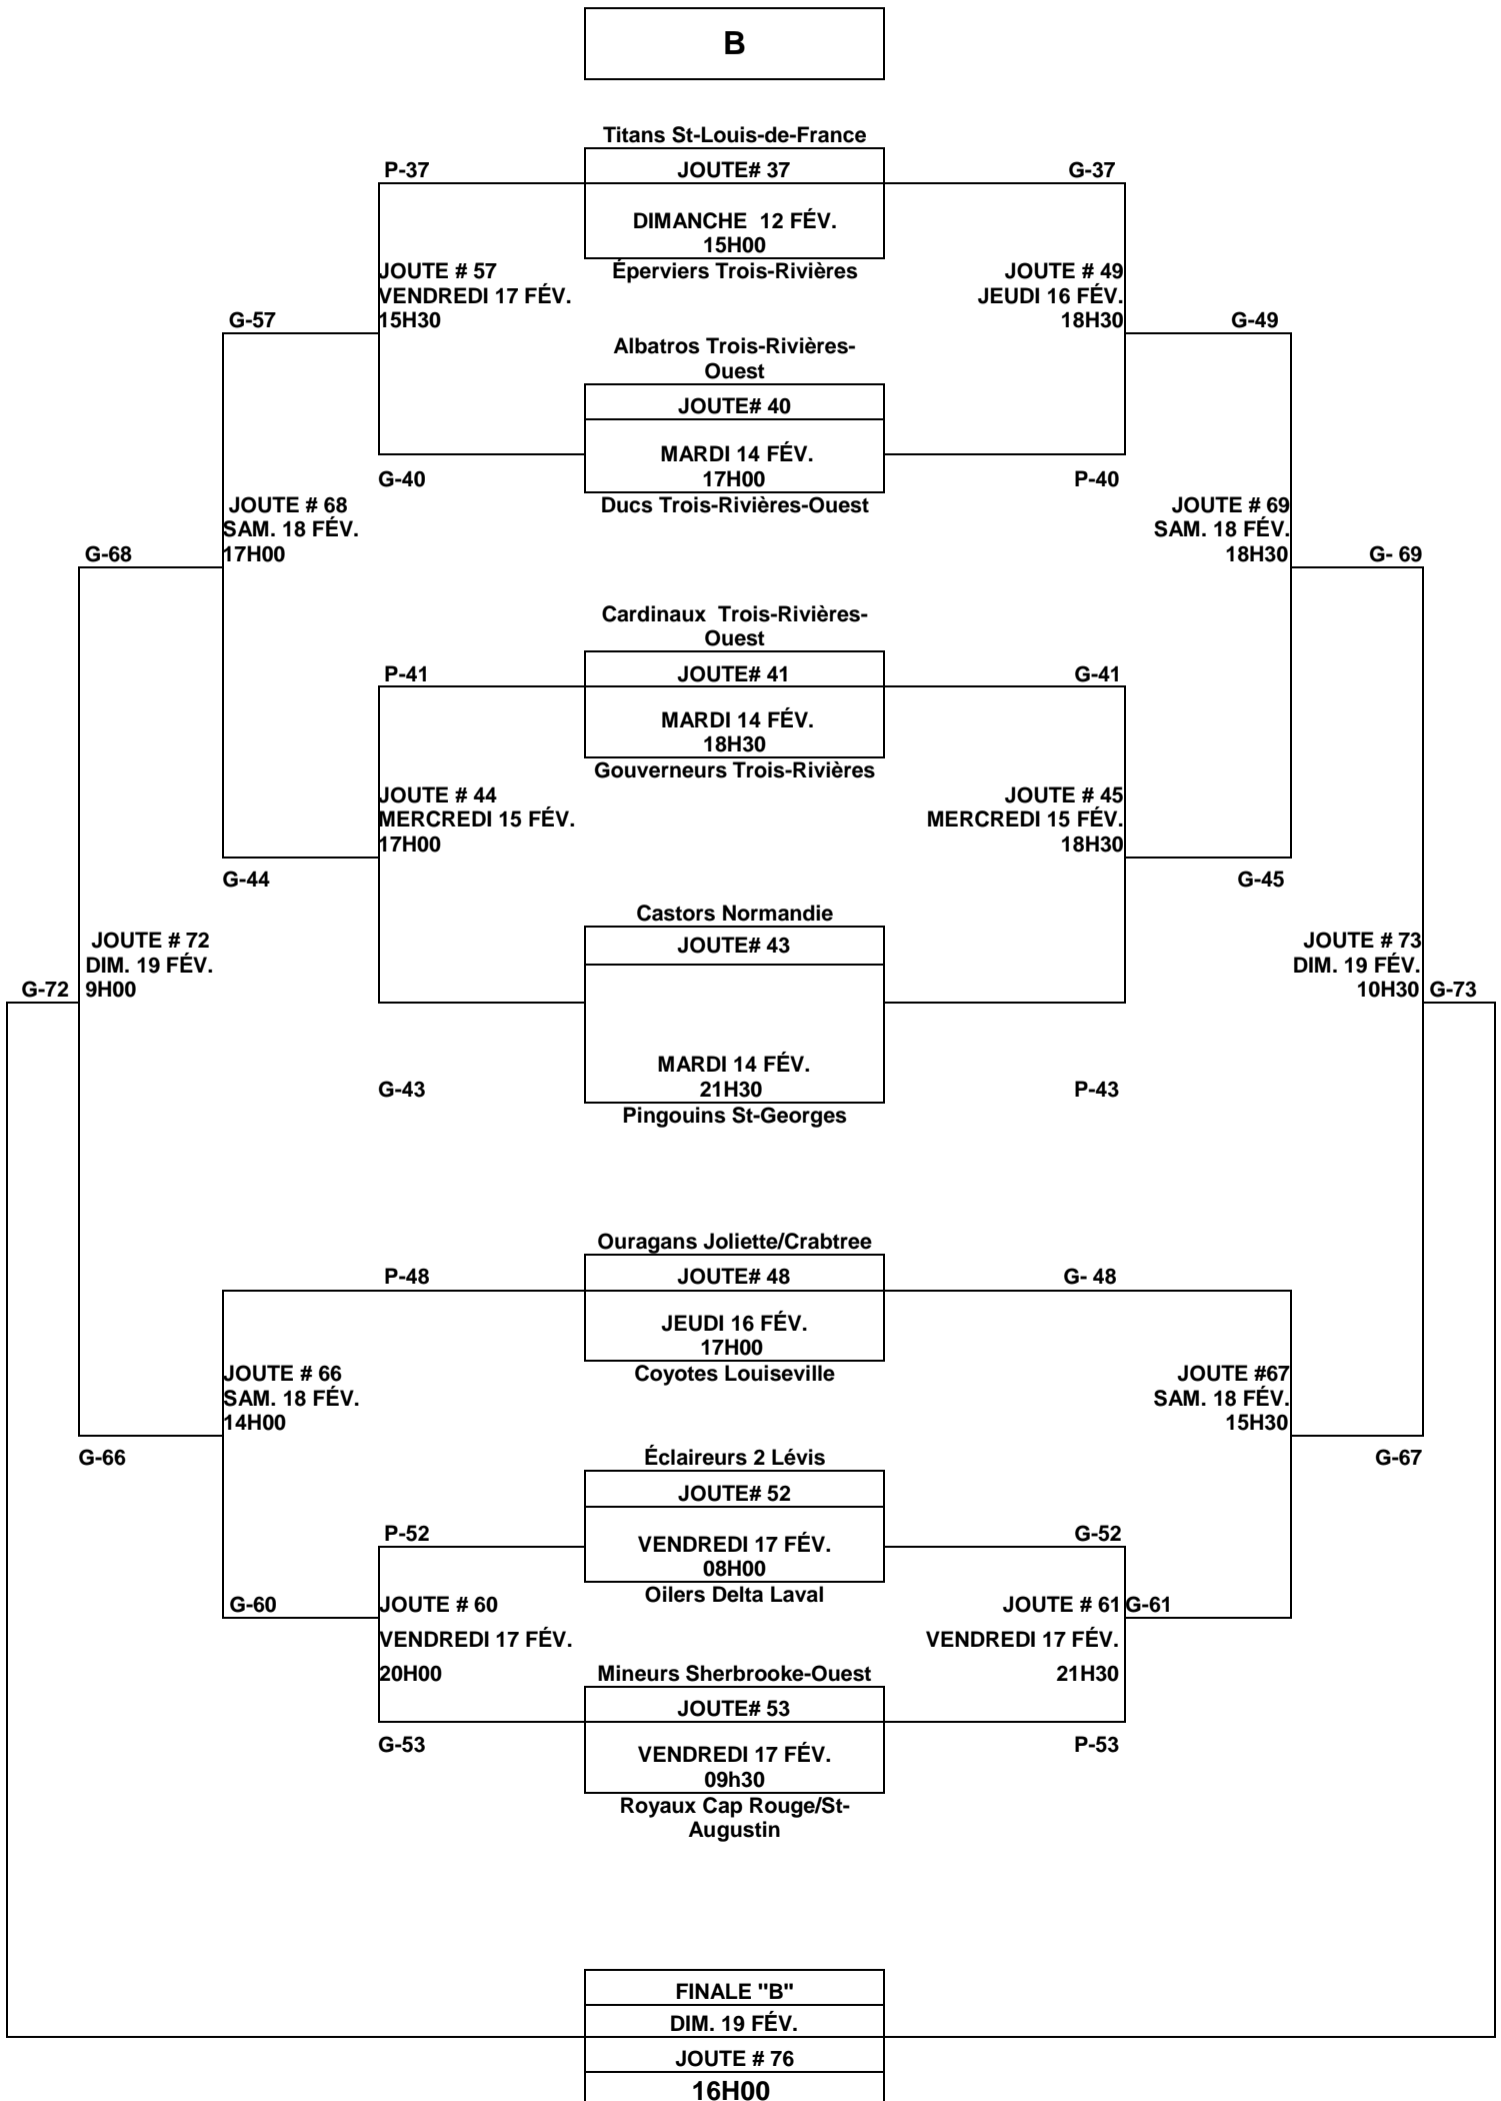 B
Titans St-Louis-de-France
P-37
JOUTE# 37
G-37
DIMANCHE  12 FÉV.
15H00
Éperviers Trois-Rivières
JOUTE # 57
VENDREDI 17 FÉV.
15H30
JOUTE # 49
JEUDI 16 FÉV.
18H30
G-57
G-49
Albatros Trois-Rivières-
Ouest
JOUTE# 40
MARDI 14 FÉV.
17H00
Ducs Trois-Rivières-Ouest
G-40
P-40
JOUTE # 68
SAM. 18 FÉV.
17H00
JOUTE # 69
SAM. 18 FÉV.
18H30
G-68
G- 69
Cardinaux  Trois-Rivières-
Ouest
P-41
JOUTE# 41
G-41
MARDI 14 FÉV.
18H30
Gouverneurs Trois-Rivières
JOUTE # 44
MERCREDI 15 FÉV.
17H00
JOUTE # 45
MERCREDI 15 FÉV.
18H30
G-44
G-45
Castors Normandie
JOUTE# 43
JOUTE # 72
DIM. 19 FÉV.
9H00
G-72
JOUTE # 73
DIM. 19 FÉV.
10H30
G-73
MARDI 14 FÉV.
21H30
G-43
P-43
Pingouins St-Georges
Ouragans Joliette/Crabtree
P-48
JOUTE# 48
G- 48
JEUDI 16 FÉV.
17H00
Coyotes Louiseville
JOUTE # 66
SAM. 18 FÉV.
14H00
JOUTE #67
SAM. 18 FÉV.
15H30
G-66
G-67
Éclaireurs 2 Lévis
JOUTE# 52
P-52
G-52
VENDREDI 17 FÉV.
08H00
Oilers Delta Laval
G-60
JOUTE # 60
VENDREDI 17 FÉV.
20H00
JOUTE # 61
G-61
VENDREDI 17 FÉV.
21H30
Mineurs Sherbrooke-Ouest
JOUTE# 53
G-53
P-53
VENDREDI 17 FÉV.
09h30
Royaux Cap Rouge/St-
Augustin
FINALE "B"
DIM. 19 FÉV.
JOUTE # 76
16H00